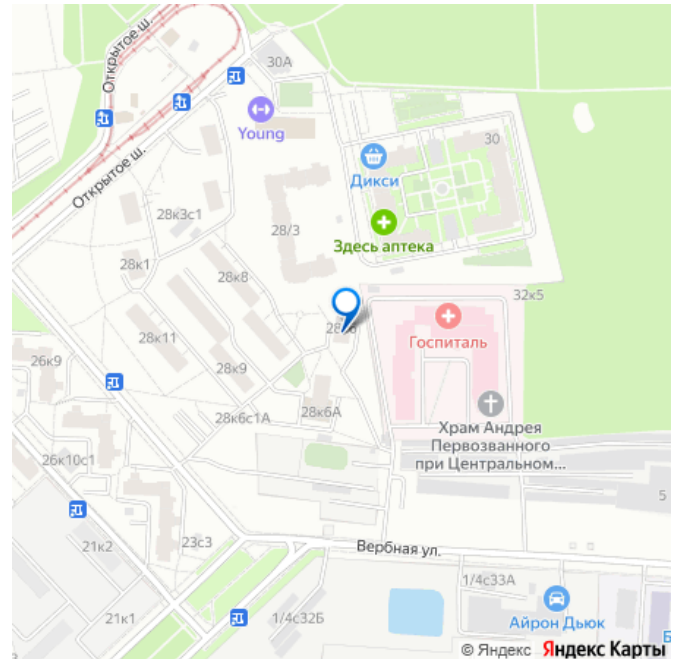 Открытое ш.
30А
Young
30
Дикси
Открытое ш.
28к3с1
28/3
Здесь аптека
28к1
28к8
32к5
28к11
Госпиталь
26к9
28к9
28к6с1А
28к6А
Храм Андрея
Первозванного
при Центральном...
26к10с1
5
21к2
23с3
Вербная ул.
1/4с33А
21к1
1/4с32Б
Айрон Дьюк
Б
© Яндекс Яндекс Карты